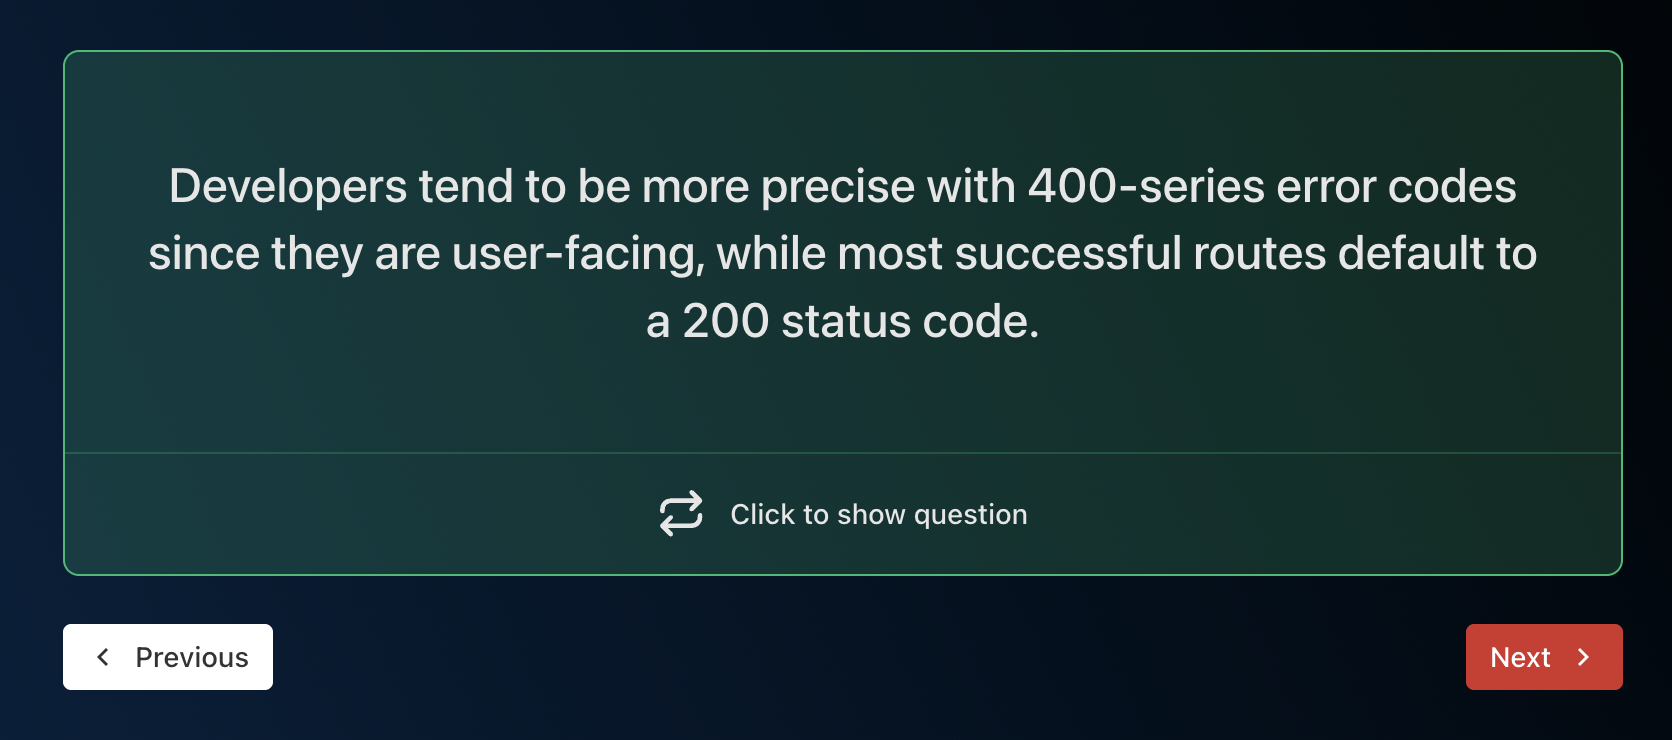 Developers tend to be more precise with 400-series error codes
since they are user-facing, while most successful routes default to
a 200 status code.
Click to show question
Previous
Next